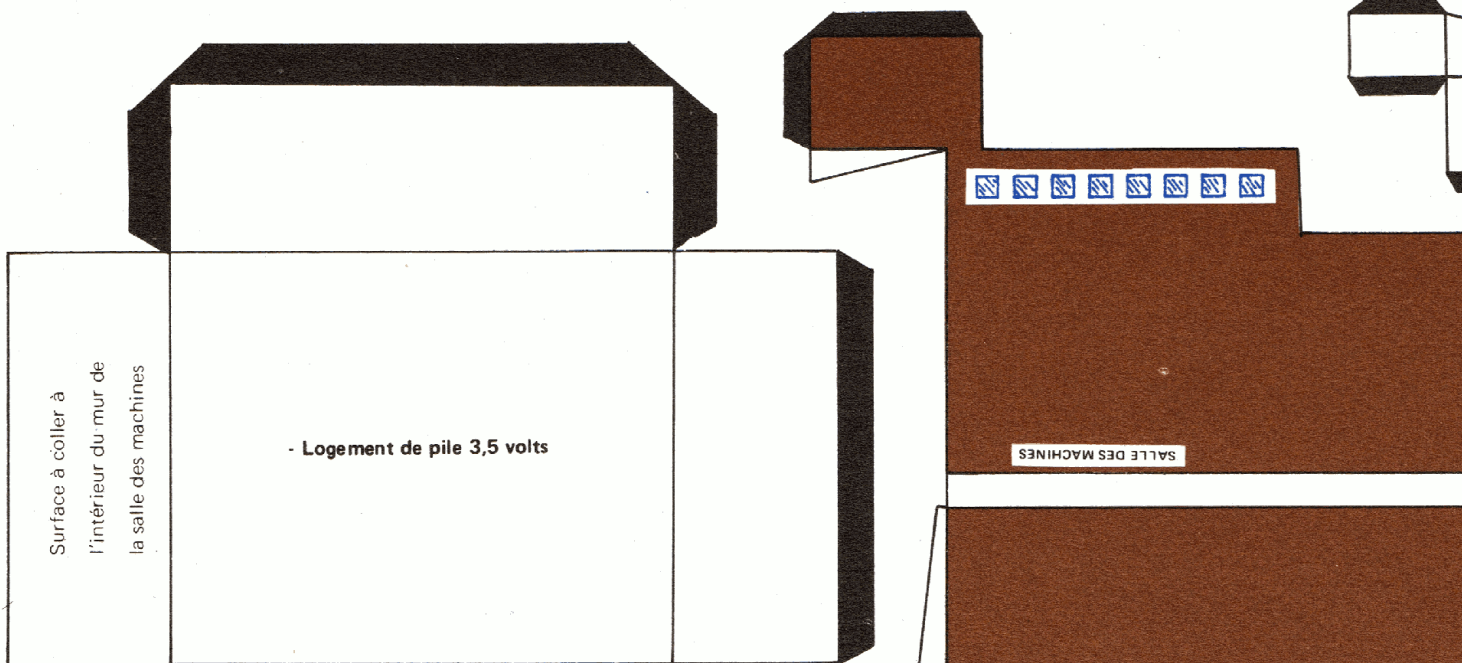 Surface à coller à
l'intérieur du mur de
la salle des machines
- Logement de pile 3,5 volts
SALLE DES MACHINES